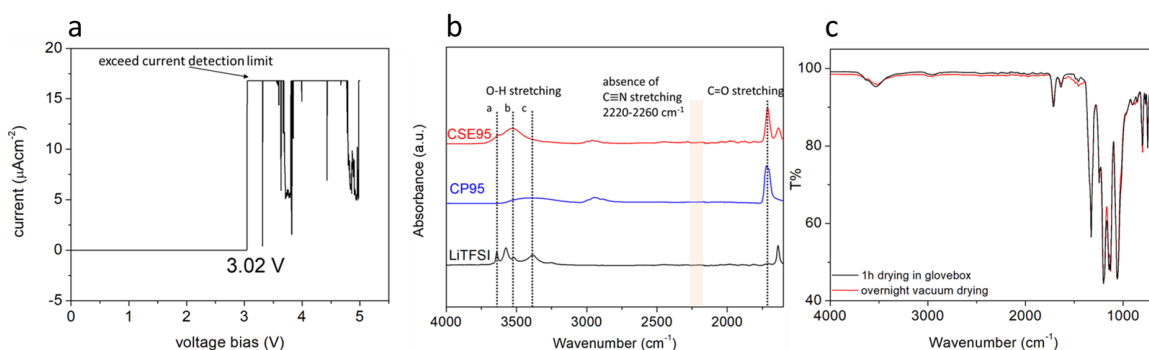 a
20
15
10
5
0
-5
0
1
2
3
4
5
exceed current detection limit
3.02 V
current (µAcm⁻²)
voltage bias (V)
b
absence of
C≡N stretching
2220-2260 cm⁻¹
O-H stretching
a b c
C=O stretching
CSE95
CP95
LiTFSI
Absorbance (a.u.)
4000 3500 3000 2500 2000
Wavenumber (cm⁻¹)
c
100
80
60
40
T%
1h drying in glovebox
overnight vacuum drying
4000 3000 2000 1000
Wavenumber (cm⁻¹)